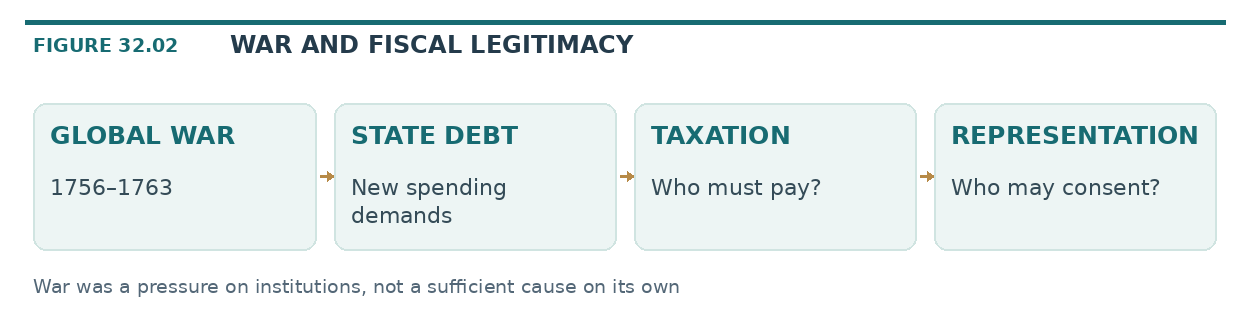 FIGURE 32.02 WAR AND FISCAL LEGITIMACY
GLOBAL WAR
1756–1763
STATE DEBT
New spending
demands
TAXATION
Who must pay?
REPRESENTATION
Who may consent?
War was a pressure on institutions, not a sufficient cause on its own